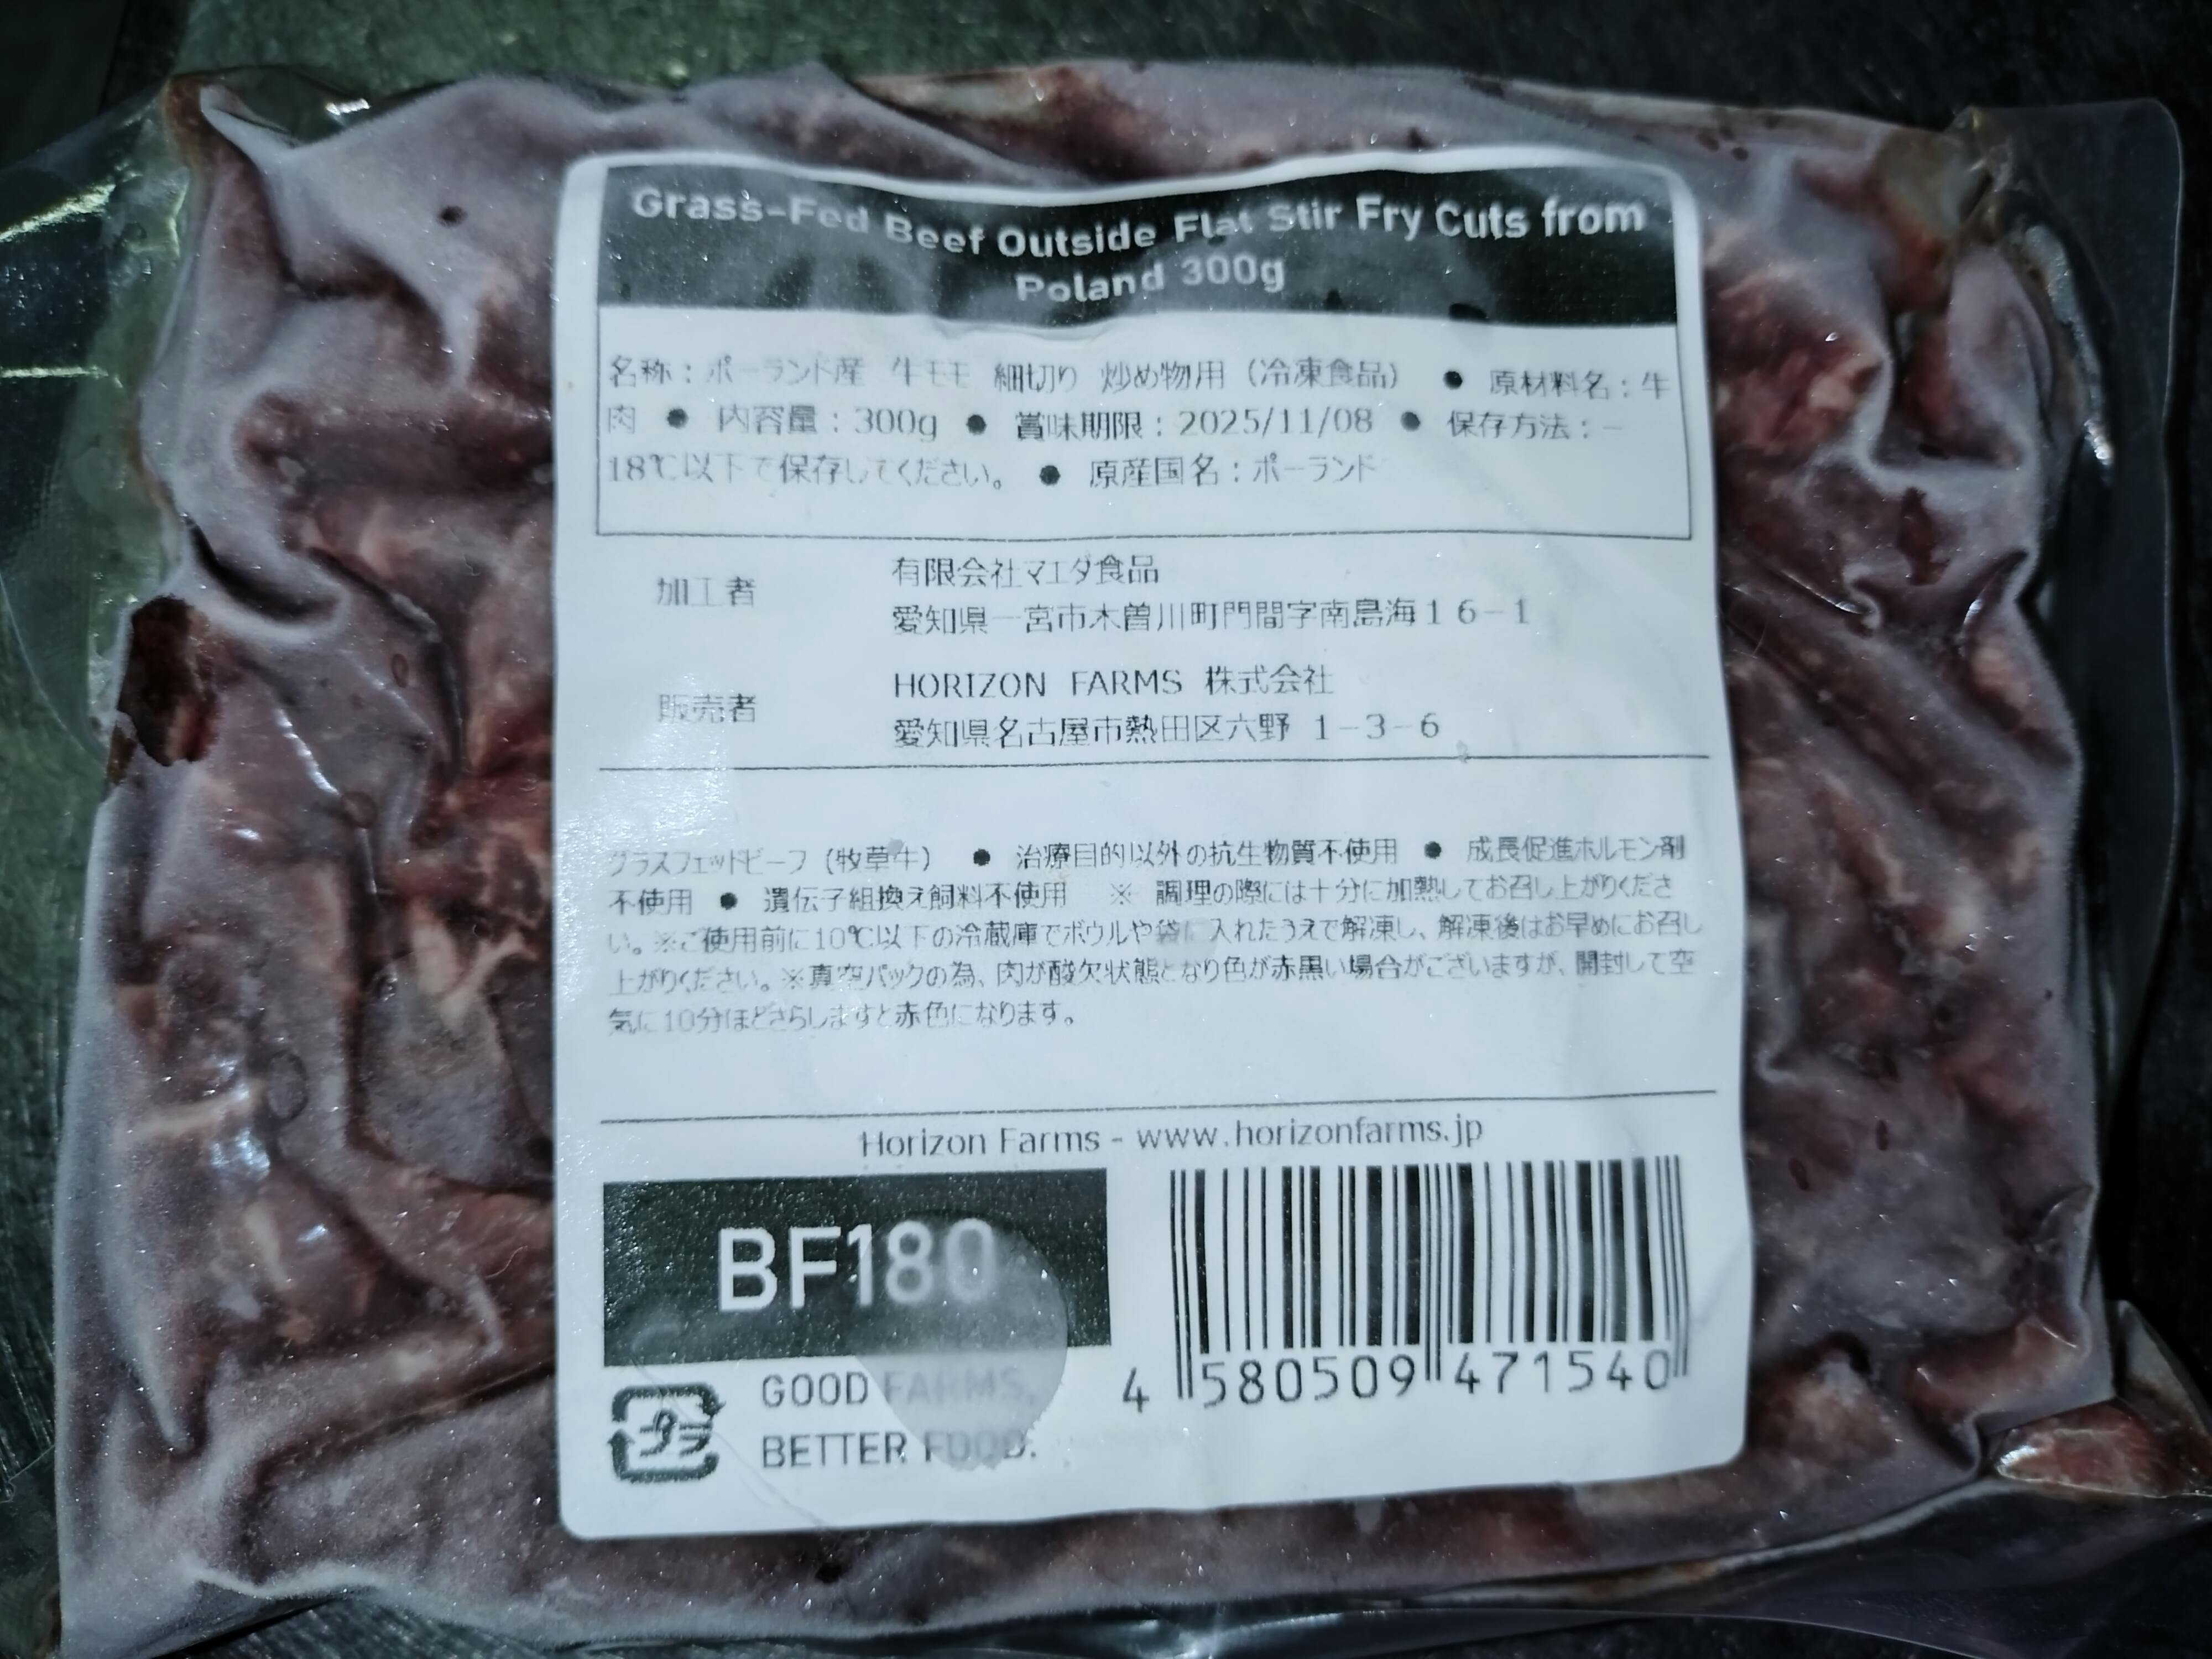 Grass-Fed Beef Outside Flat Stir Fry Cuts from
Poland 300g
名称：ポーランド産 牛モモ 細切り 炒め物用（冷凍食品） ● 原材料名：牛
肉 ● 内容量：300g ● 賞味期限：2025/11/08 ● 保存方法：－
18℃以下で保存してください。 ● 原産国名：ポーランド
加工者
有限会社マエダ食品
愛知県一宮市木曽川町門間字南島海１６−１
販売者
HORIZON FARMS 株式会社
愛知県名古屋市熱田区六野 １−３−６
グラスフェッドビーフ（牧草牛） ● 治療目的以外の抗生物質不使用 ● 成長促進ホルモン剤
不使用 ● 遺伝子組換え飼料不使用 ※ 調理の際には十分に加熱してお召し上がりくださ
い。※ご使用前に10℃以下の冷蔵庫でボウルや袋に入れたうえで解凍し、解凍後はお早めにお召し
上がりください。※真空パックの為、肉が酸欠状態となり色が赤黒い場合がございますが、開封して空
気に10分ほどさらしますと赤色になります。
Horizon Farms - www.horizonfarms.jp
BF180
GOOD FARMS.
BETTER FOOD.
プラ
4 580509 471540